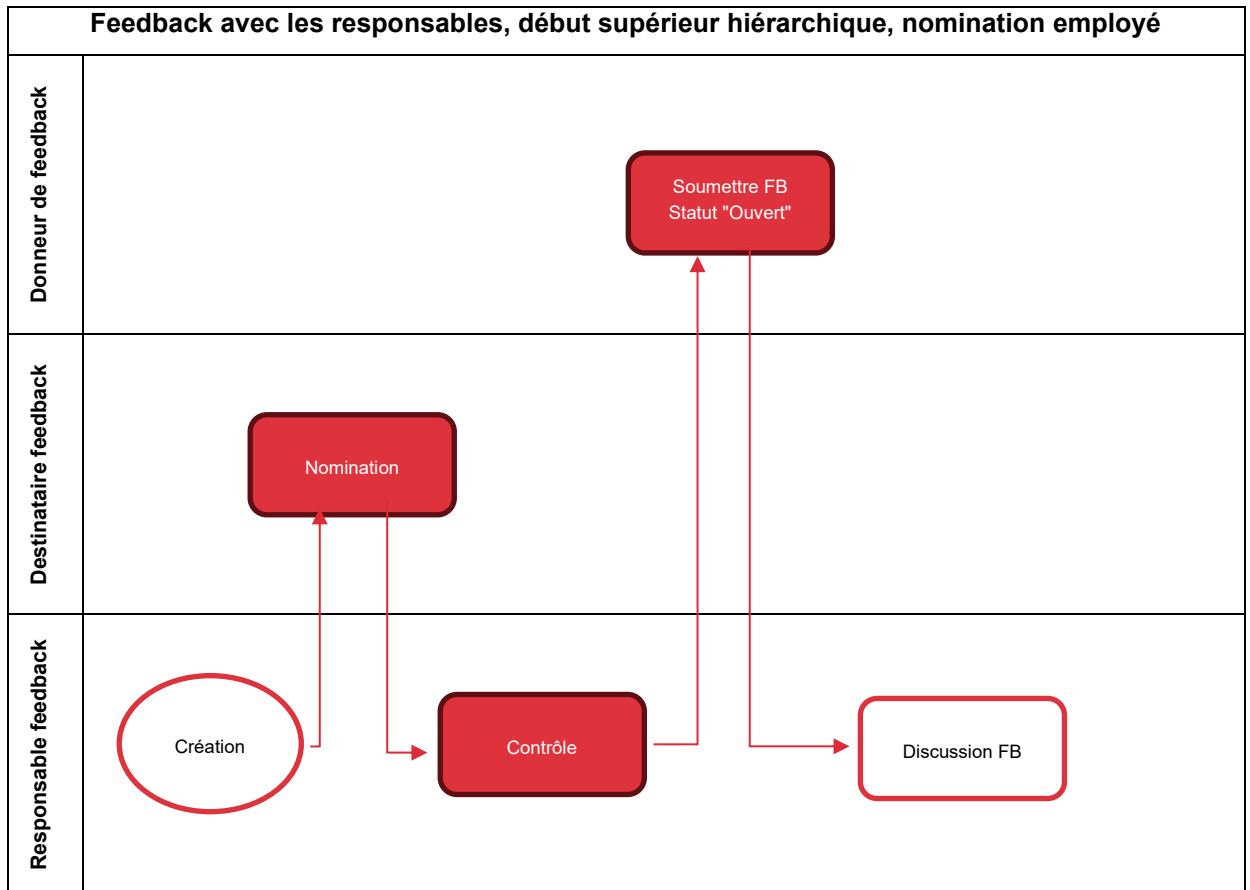 Feedback avec les responsables, début supérieur hiérarchique, nomination employé
Donneur de feedback
Soumettre FB
Statut "Ouvert"
Destinataire feedback
Nomination
Responsable feedback
Création
Contrôle
Discussion FB